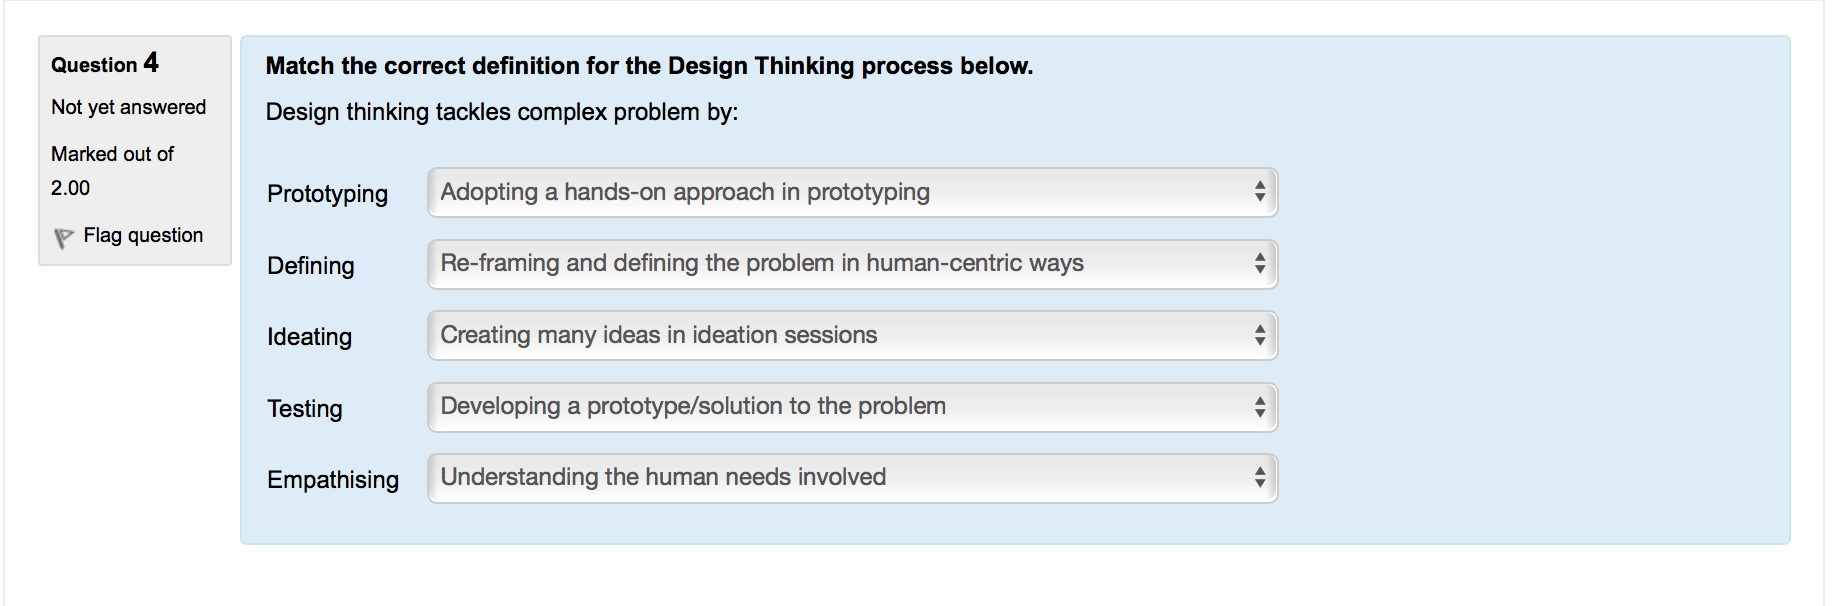 Question 4
Not yet answered
Marked out of
2.00
Flag question
Match the correct definition for the Design Thinking process below.
Design thinking tackles complex problem by:
Prototyping Adopting a hands-on approach in prototyping
Defining Re-framing and defining the problem in human-centric ways
Ideating Creating many ideas in ideation sessions
Testing Developing a prototype/solution to the problem
Empathising Understanding the human needs involved